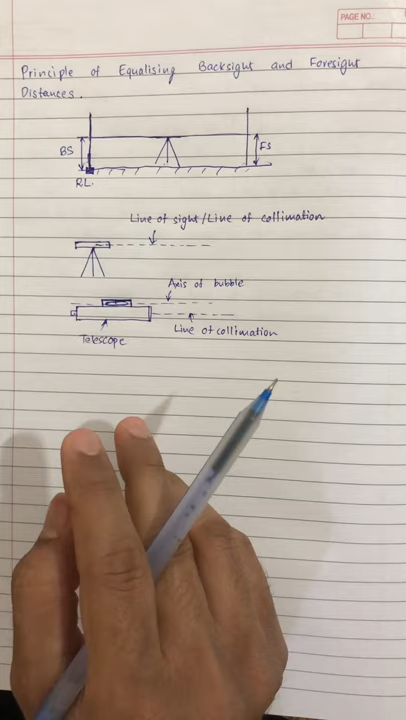 PAGE NO.:
Principle of Equalising Backsight and Foresight
Distances.
BS
FS
R.L.
Line of sight/Line of collimation
Axis of bubble
Line of collimation
Telescope